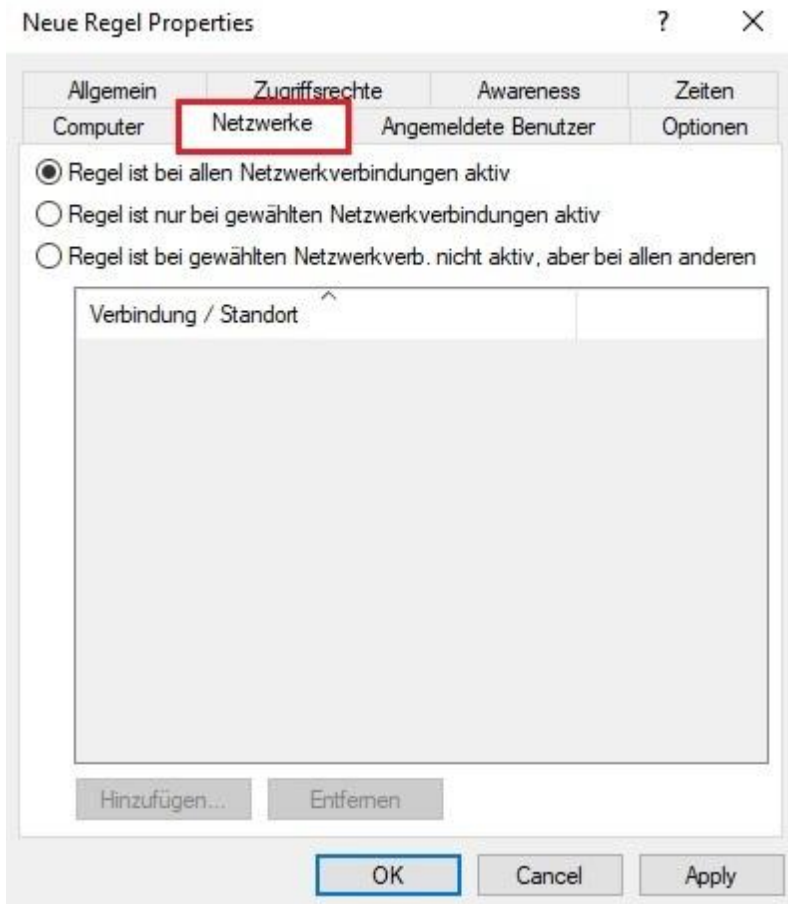 Neue Regel Properties ? ×
Allgemein Zugriffsrechte Awareness Zeiten
Computer Netzwerke Angemeldete Benutzer Optionen
Regel ist bei allen Netzwerkverbindungen aktiv
Regel ist nur bei gewählten Netzwerkverbindungen aktiv
Regel ist bei gewählten Netzwerkverb. nicht aktiv, aber bei allen anderen
Verbindung / Standort
Hinzufügen... Entfernen
OK Cancel Apply